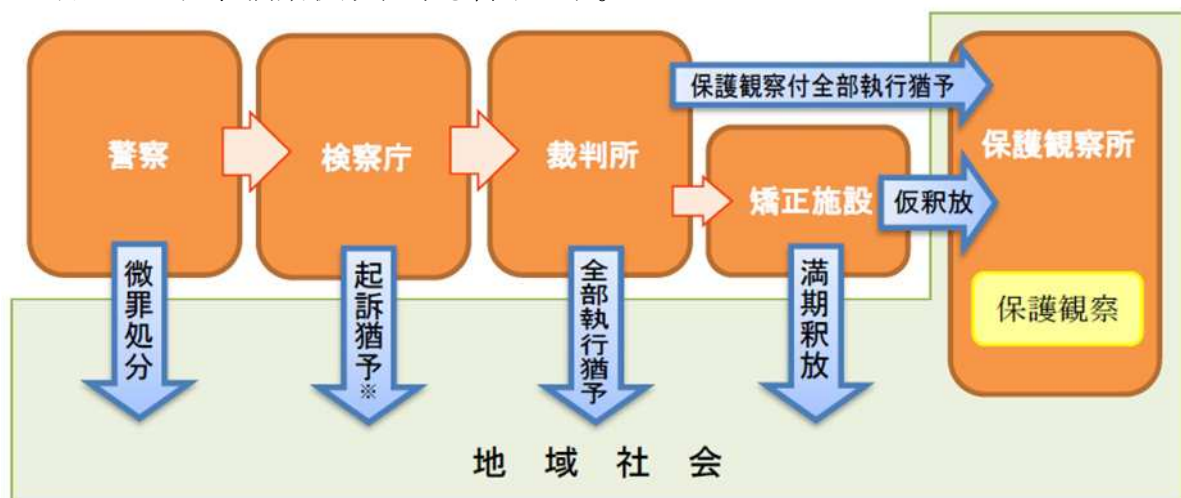 保護観察付全部執行猶予
警察
検察庁
裁判所
矯正施設
仮釈放
保護観察所
保護観察
微罪処分
起訴猶予※
全部執行猶予
満期釈放
地域社会